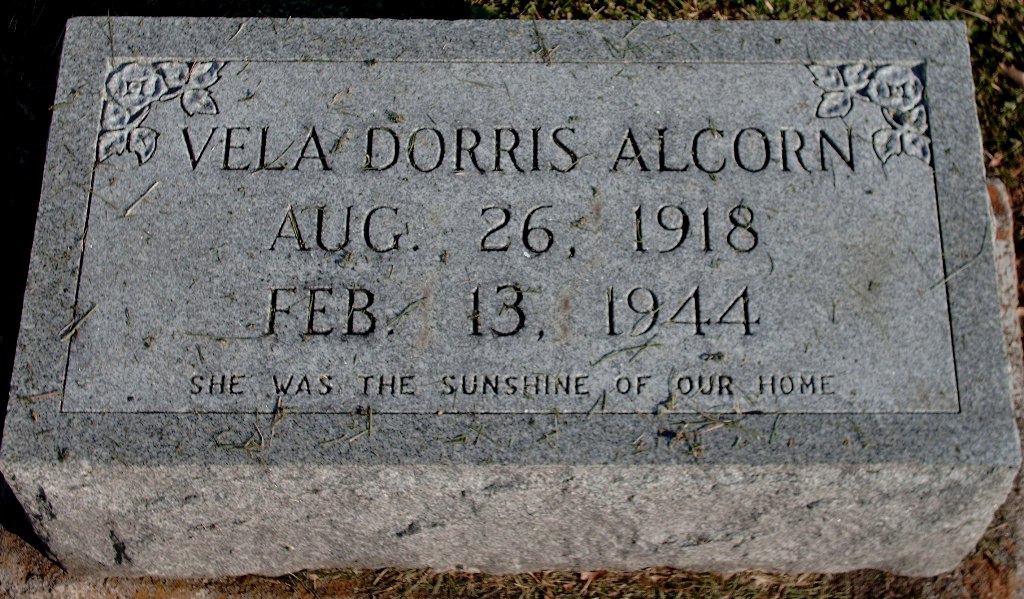 VELA DORRIS ALCORN
AUG. 26, 1918
FEB. 13, 1944
SHE WAS THE SUNSHINE OF OUR HOME